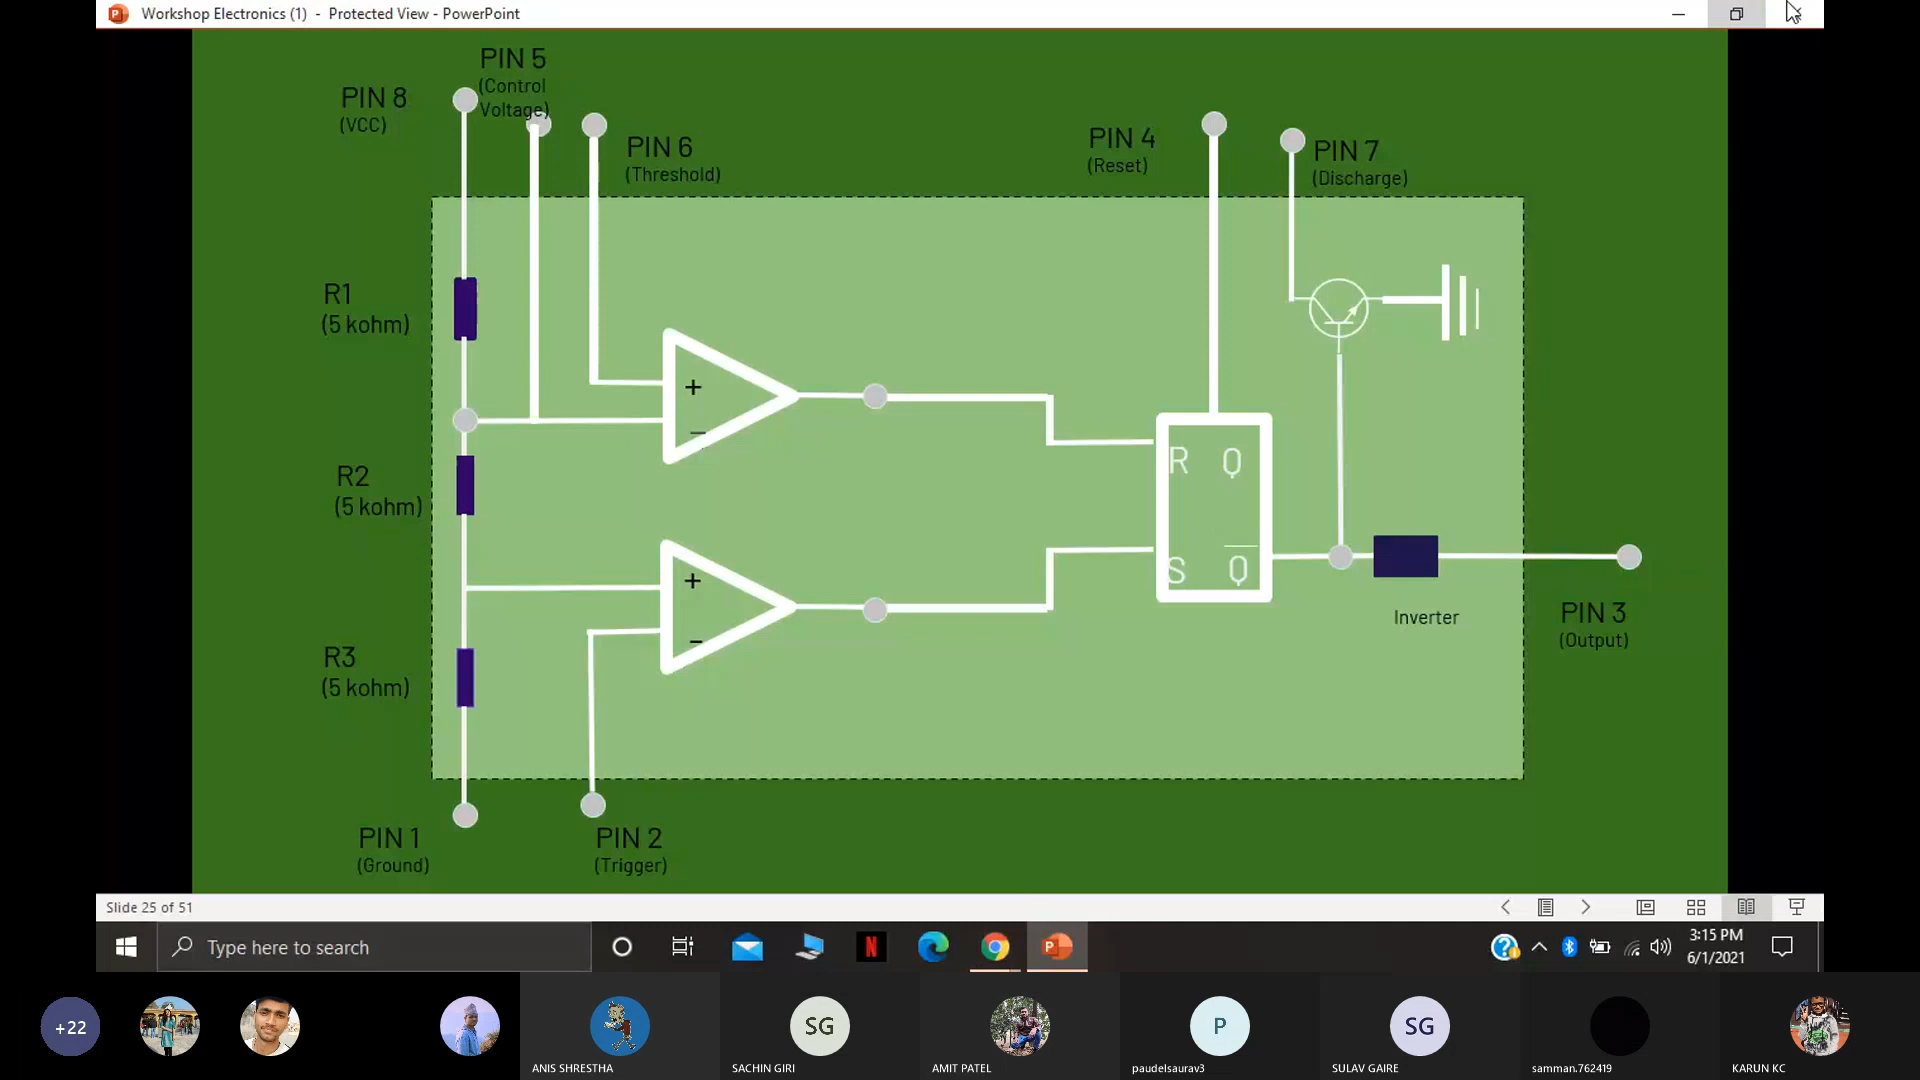 Workshop Electronics (1) - Protected View - PowerPoint
PIN 5
(Control
Voltage)
PIN 8
(VCC)
PIN 6
(Threshold)
PIN 4
(Reset)
PIN 7
(Discharge)
R1
(5 kohm)
+
–
R2
(5 kohm)
R Q
S Q
+
–
Inverter
PIN 3
(Output)
R3
(5 kohm)
PIN 1
(Ground)
PIN 2
(Trigger)
Slide 25 of 51
Type here to search
3:15 PM
6/1/2021
+22
SG
P
SG
ANIS SHRESTHA
SACHIN GIRI
AMIT PATEL
paudelsaurav3
SULAV GAIRE
samman.762419
KARUN KC